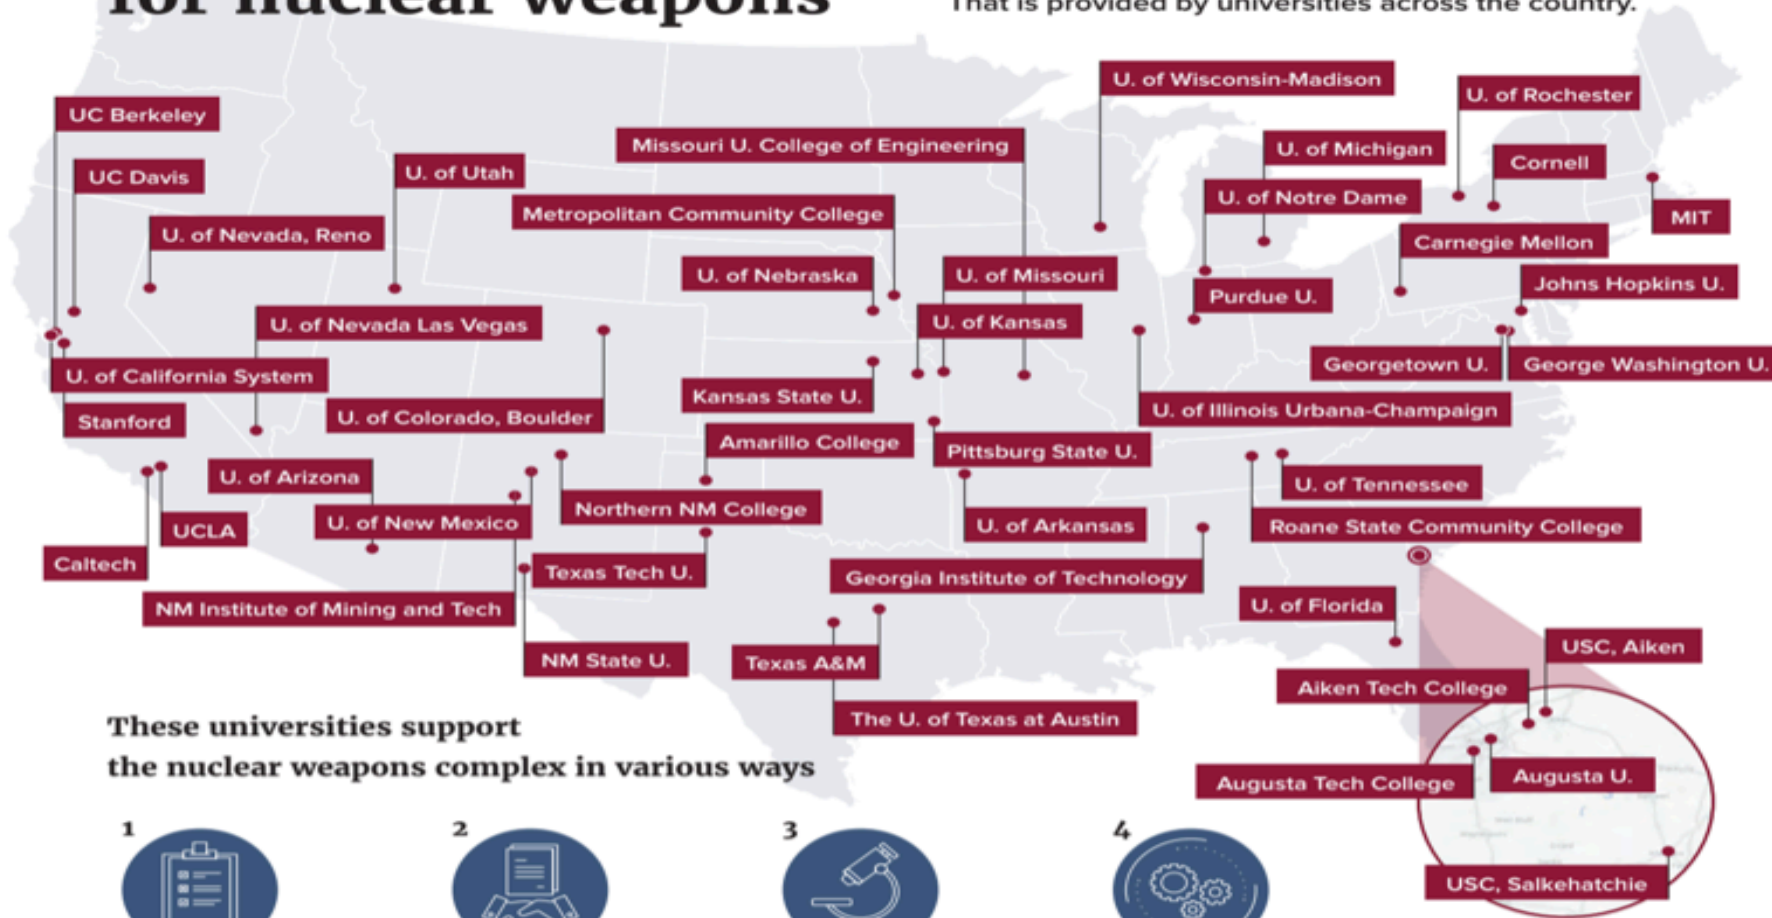 for nuclear weapons
That is provided by universities across the country.
U. of Wisconsin-Madison
U. of Rochester
UC Berkeley
Missouri U. College of Engineering
U. of Michigan
Cornell
UC Davis
U. of Utah
U. of Notre Dame
Metropolitan Community College
MIT
U. of Nevada, Reno
Carnegie Mellon
U. of Nebraska
U. of Missouri
Johns Hopkins U.
Purdue U.
U. of Nevada Las Vegas
U. of Kansas
Georgetown U.
George Washington U.
U. of California System
Kansas State U.
U. of Illinois Urbana-Champaign
Stanford
U. of Colorado, Boulder
Amarillo College
Pittsburg State U.
U. of Arizona
U. of Tennessee
Northern NM College
U. of New Mexico
UCLA
U. of Arkansas
Roane State Community College
Caltech
Texas Tech U.
Georgia Institute of Technology
NM Institute of Mining and Tech
U. of Florida
USC, Aiken
NM State U.
Texas A&M
Aiken Tech College
The U. of Texas at Austin
These universities support
the nuclear weapons complex in various ways
Augusta Tech College
Augusta U.
1
2
3
4
USC, Salkehatchie